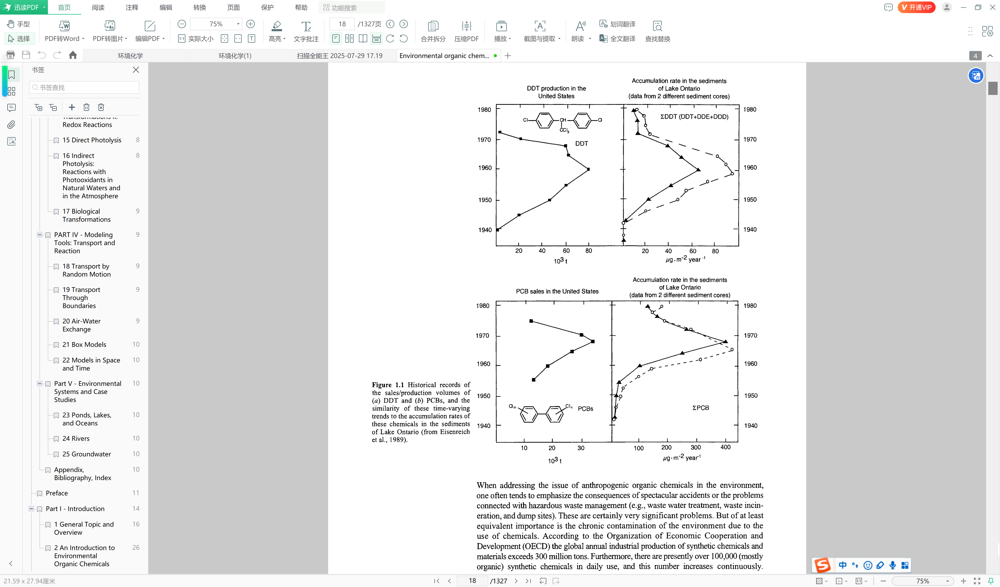 迅读PDF
首页 阅读 注释 编辑 转换 页面 保护 帮助 功能搜索
开通VIP
手型
选择
PDF转Word PDF转图片 编辑PDF
75%
1:1 实际大小
高亮 文字批注
18 /1327页
合并拆分 压缩PDF 播放 截图与提取 朗读
划词翻译
全文翻译
查找替换
环境化学 环境化学(1) 扫描全能王 2025-07-29 17.19 Environmental organic chem... 4
书签
书签查找
Transformations II:
Redox Reactions
15 Direct Photolysis 8
16 Indirect 8
Photolysis:
Reactions with
Photooxidants in
Natural Waters and
in the Atmosphere
17 Biological 9
Transformations
PART IV - Modeling 9
Tools: Transport and
Reaction
18 Transport by 9
Random Motion
19 Transport 9
Through
Boundaries
20 Air-Water 9
Exchange
21 Box Models 10
22 Models in Space 10
and Time
Part V - Environmental 10
Systems and Case
Studies
23 Ponds, Lakes, 10
and Oceans
24 Rivers 10
25 Groundwater 10
Appendix, 10
Bibliography, Index
Preface 11
Part I - Introduction 14
1 General Topic and 16
Overview
2 An Introduction to 26
Environmental
Organic Chemicals
DDT production in the
United States
Accumulation rate in the sediments
of Lake Ontario
(data from 2 different sediment cores)
1980
1970
1960
1950
1940
Cl CH Cl
CCl3
DDT
20 40 60 80
10³ t
ΣDDT (DDT+DDE+DDD)
1980
1970
1960
1950
1940
20 40 60 80
μg·m⁻² year⁻¹
PCB sales in the United States
Accumulation rate in the sediments
of Lake Ontario
(data from 2 different sediment cores)
1980
1970
1960
1950
1940
Clm Cln PCBs
10 20 30
10³ t
ΣPCB
1980
1970
1960
1950
1940
100 200 300 400
μg·m⁻² year¹
Figure 1.1 Historical records of
the sales/production volumes of
(a) DDT and (b) PCBs, and the
similarity of these time-varying
trends to the accumulation rates of
these chemicals in the sediments
of Lake Ontario (from Eisenreich
et al., 1989).
When addressing the issue of anthropogenic organic chemicals in the environment,
one often tends to emphasize the consequences of spectacular accidents or the problems
connected with hazardous waste management (e.g., waste water treatment, waste incin-
eration, and dump sites). These are certainly very significant problems. But of at least
equivalent importance is the chronic contamination of the environment due to the
use of chemicals. According to the Organization of Economic Cooperation and
Development (OECD) the global annual industrial production of synthetic chemicals and
materials exceeds 300 million tons. Furthermore, there are presently over 100,000 (mostly
organic) synthetic chemicals in daily use, and this number increases continuously.
中
21.59 x 27.94厘米
18 /1327
1:1
75%